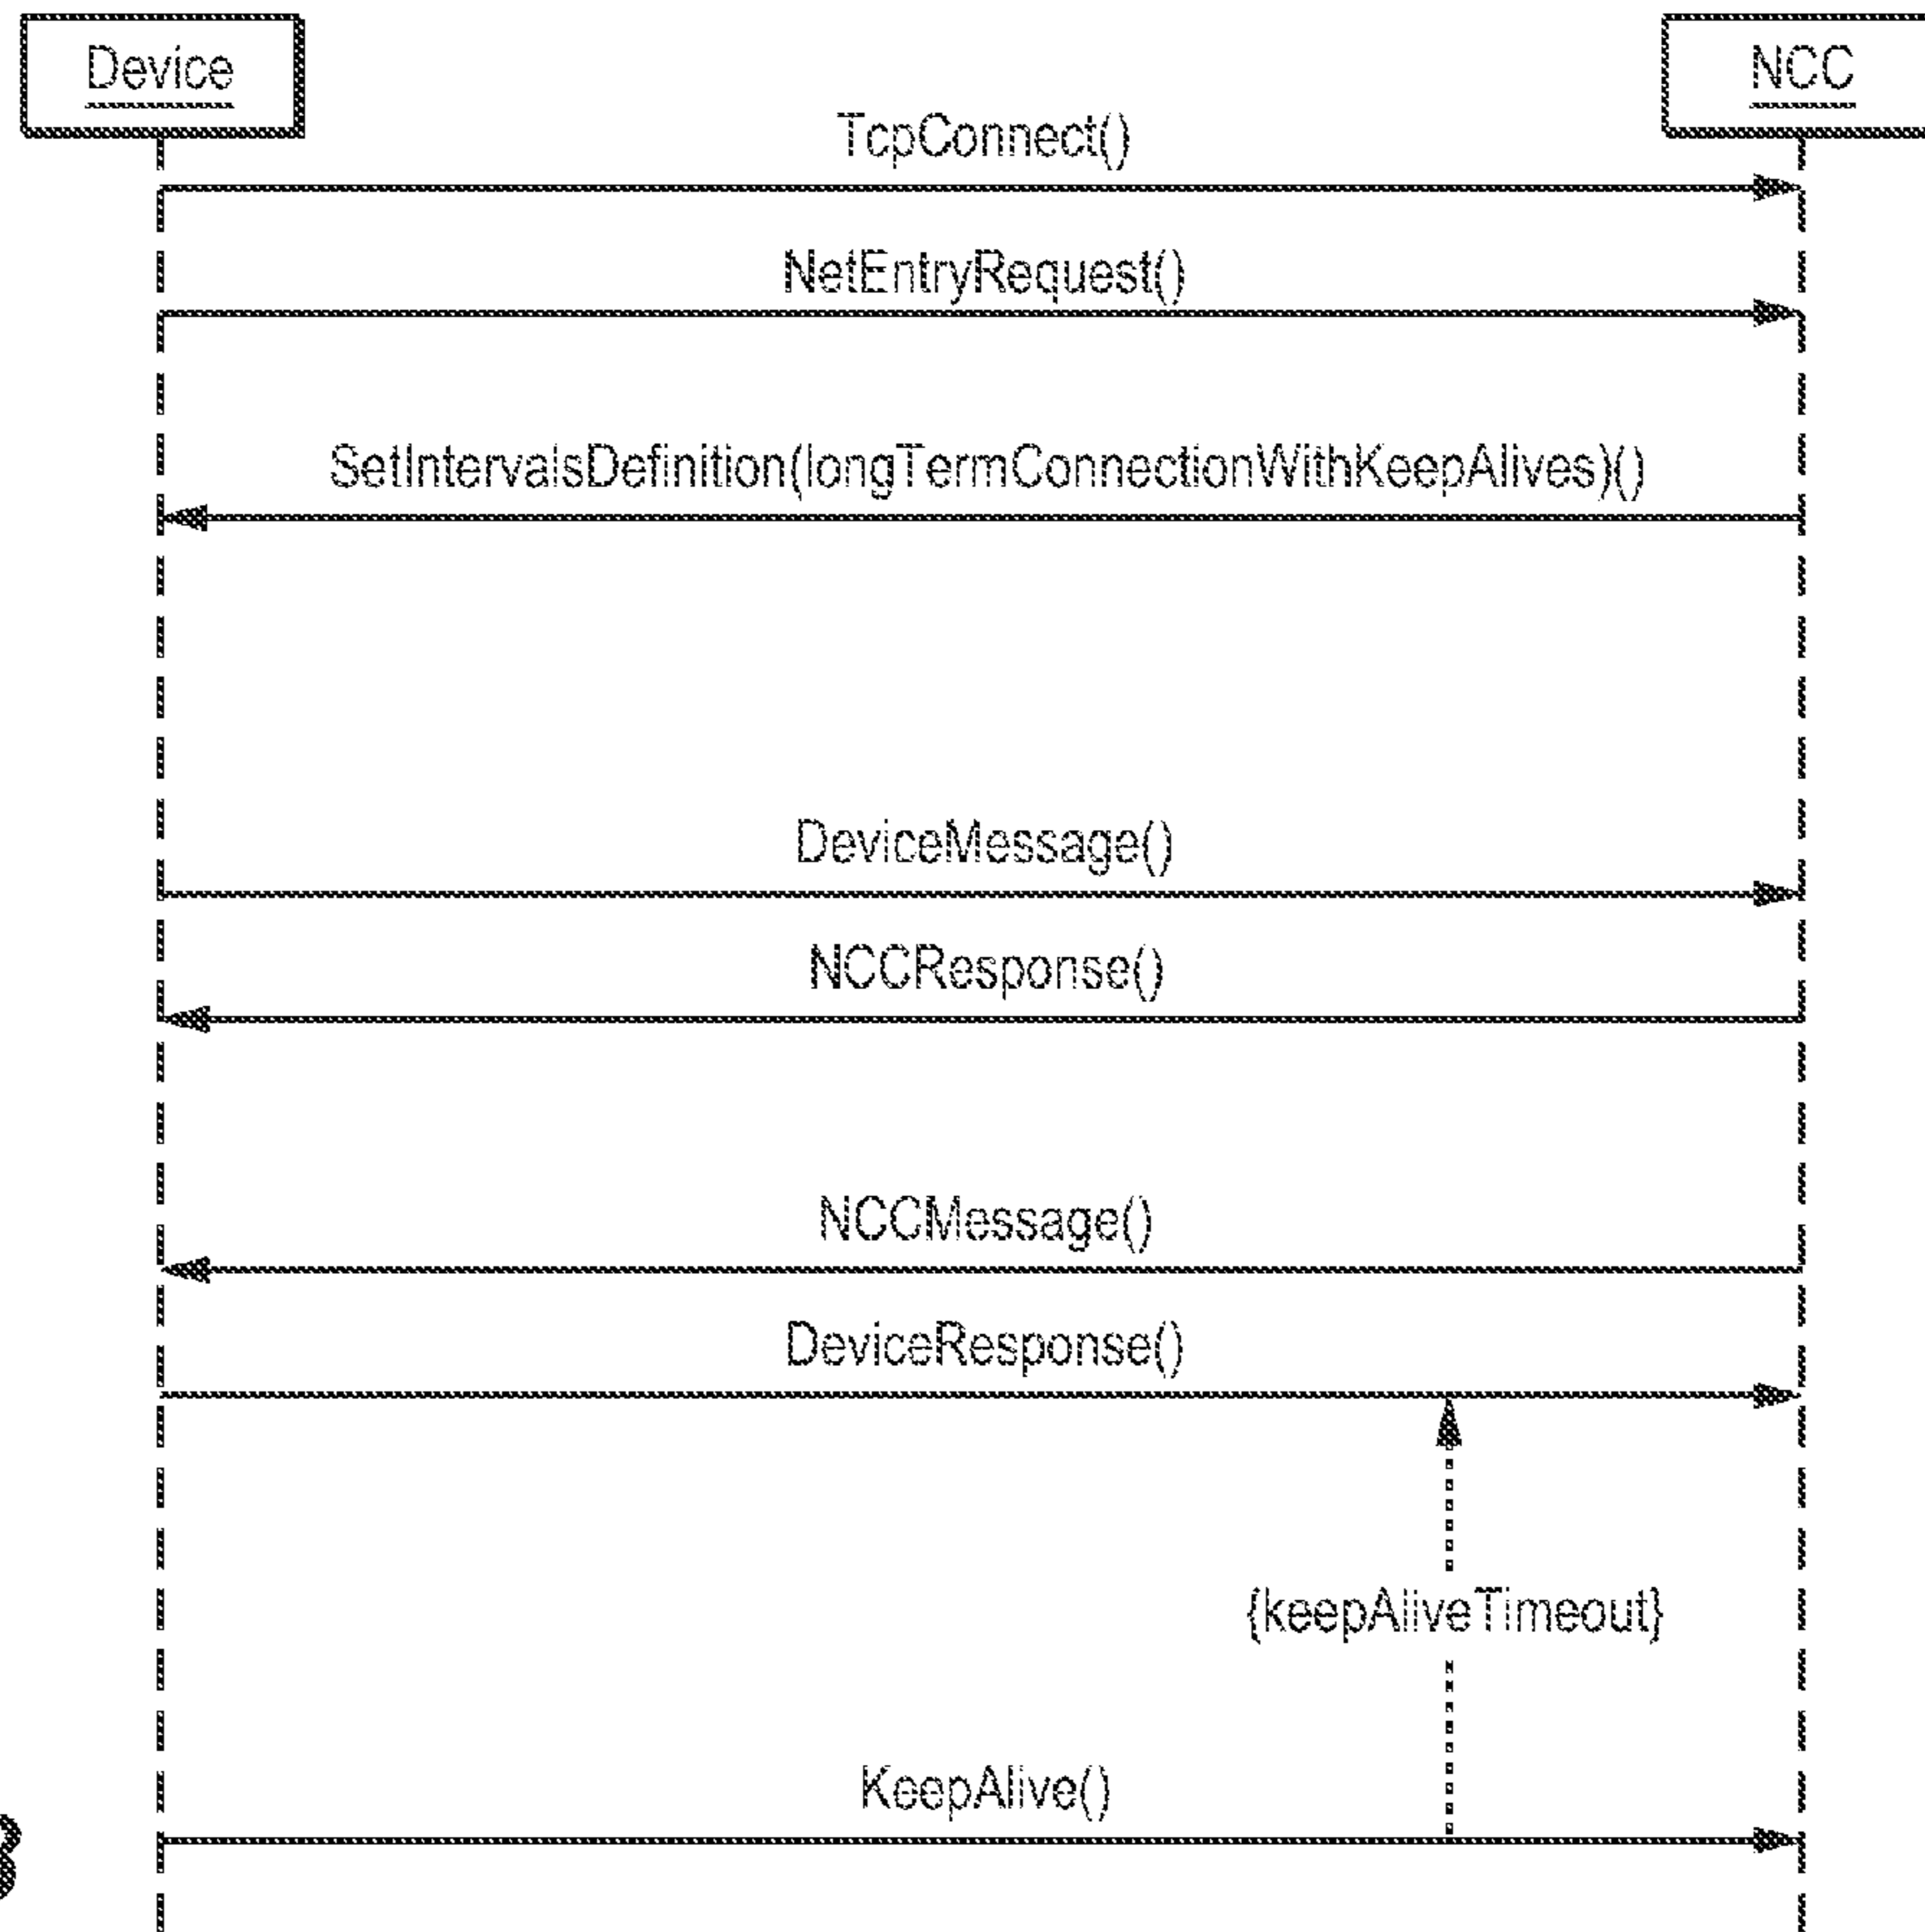 Device
NCC
TcpConnect()
NetEntryRequest()
SetIntervalsDefinition(longTermConnectionWithKeepAlives)()
DeviceMessage()
NCCResponse()
NCCMessage()
DeviceResponse()
{keepAliveTimeout}
KeepAlive()